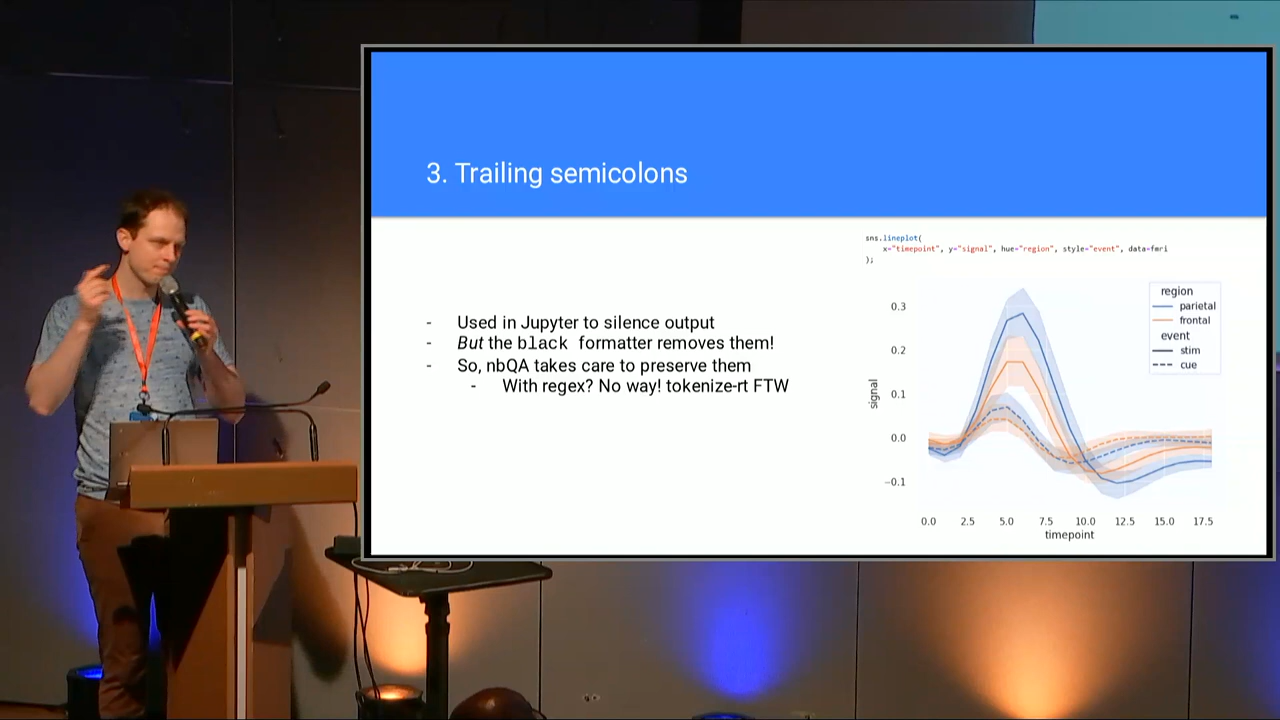 3. Trailing semicolons
- Used in Jupyter to silence output
- But the black formatter removes them!
- So, nbQA takes care to preserve them
- With regex? No way! tokenize-rt FTW
sns.lineplot(
x="timepoint", y="signal", hue="region", style="event", data=fmri
);
region
parietal
frontal
event
stim
cue
signal
0.3
0.2
0.1
0.0
−0.1
0.0 2.5 5.0 7.5 10.0 12.5 15.0 17.5
timepoint